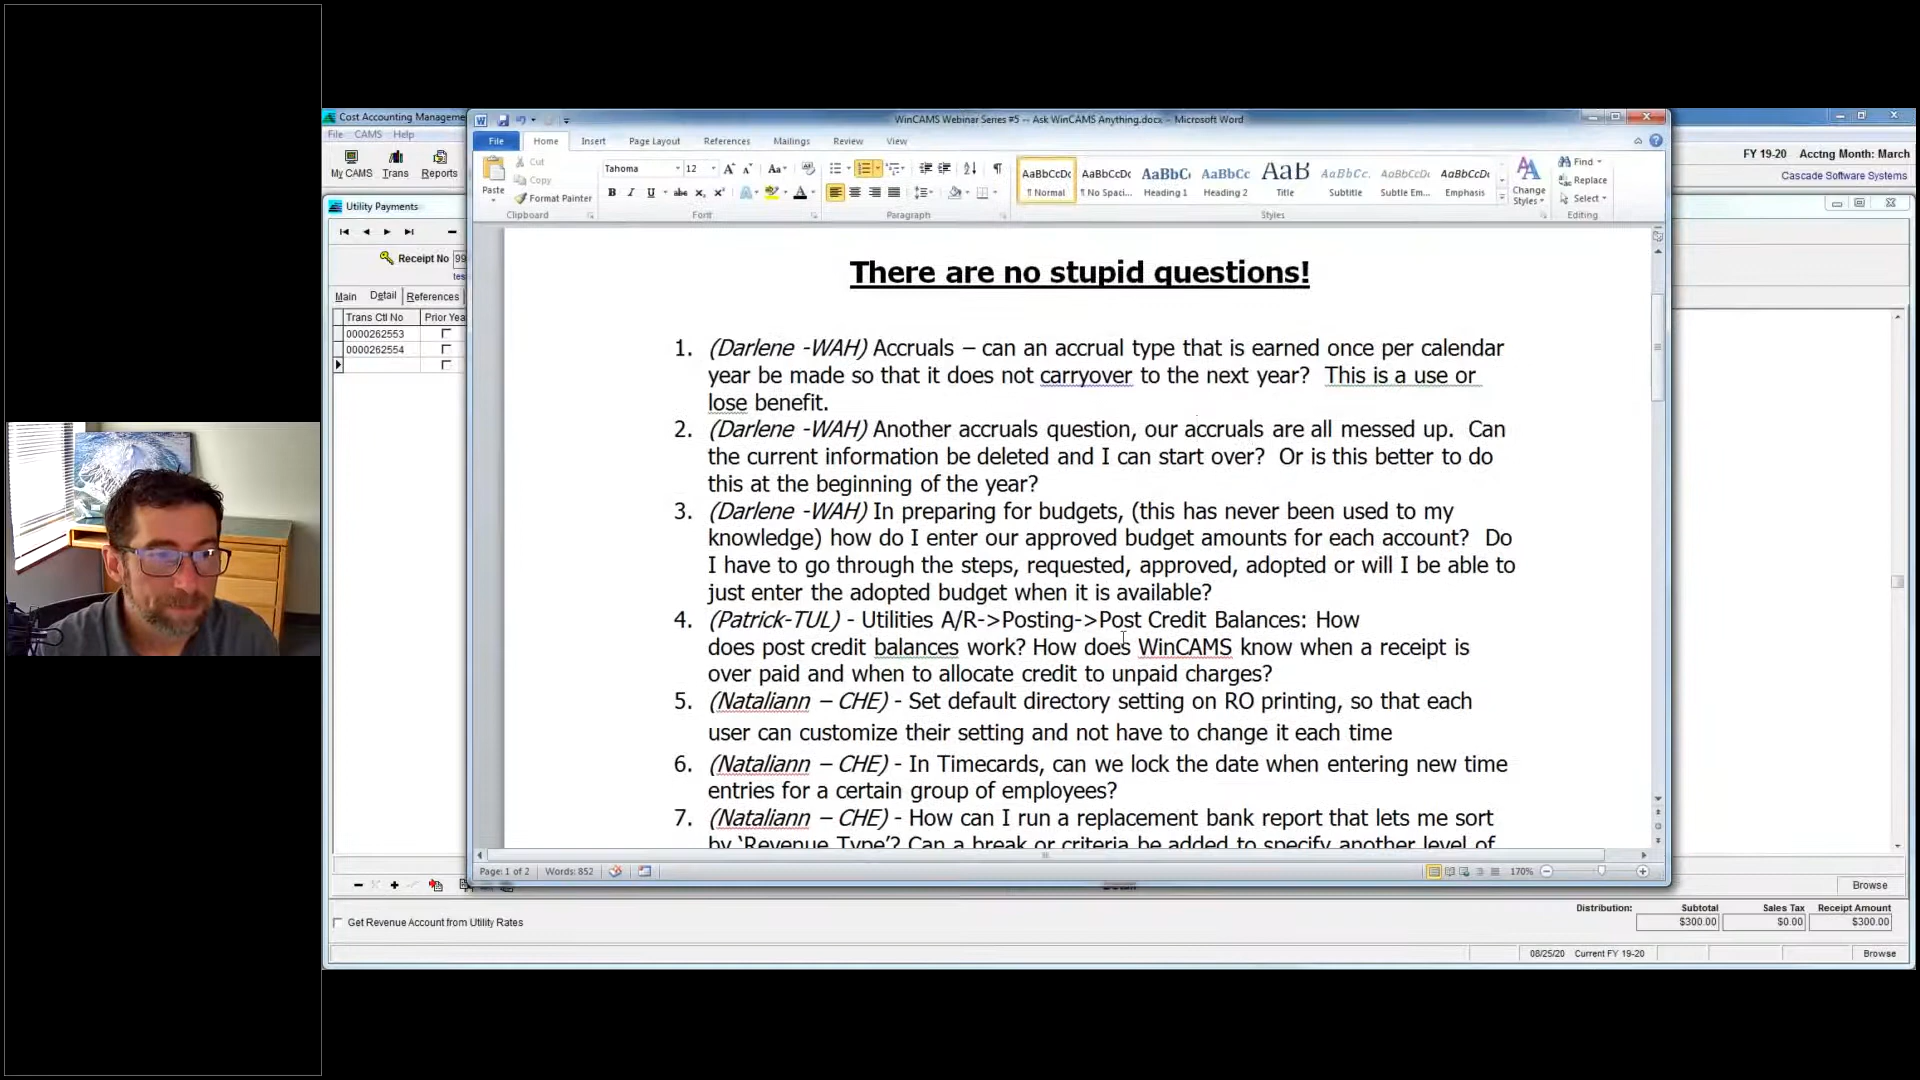 Cost Accounting Manageme
WinCAMS Webinar Series #5 -- Ask WinCAMS Anything.docx - Microsoft Word
File CAMS Help
File Home Insert Page Layout References Mailings Review View
My CAMS Trans Reports
FY 19-20 Acctng Month: March
Cascade Software Systems
Paste
Cut
Copy
Format Painter
Clipboard
Tahoma 12
Font
Paragraph
AaBbCcDc AaBbCcDc AaBbC AaBbCc AaB AaBbCc. AaBbCcDc AaBbCcDc
¶ Normal ¶ No Spaci... Heading 1 Heading 2 Title Subtitle Subtle Em... Emphasis
Styles
Change Styles
Find
Replace
Select
Editing
Utility Payments
Receipt No 99
tes
Main Detail References
Trans Ctl No Prior Yea
0000262553
0000262554
There are no stupid questions!
1. (Darlene -WAH) Accruals – can an accrual type that is earned once per calendar
year be made so that it does not carryover to the next year? This is a use or
lose benefit.
2. (Darlene -WAH) Another accruals question, our accruals are all messed up. Can
the current information be deleted and I can start over? Or is this better to do
this at the beginning of the year?
3. (Darlene -WAH) In preparing for budgets, (this has never been used to my
knowledge) how do I enter our approved budget amounts for each account? Do
I have to go through the steps, requested, approved, adopted or will I be able to
just enter the adopted budget when it is available?
4. (Patrick-TUL) - Utilities A/R->Posting->Post Credit Balances: How
does post credit balances work? How does WinCAMS know when a receipt is
over paid and when to allocate credit to unpaid charges?
5. (Nataliann – CHE) - Set default directory setting on RO printing, so that each
user can customize their setting and not have to change it each time
6. (Nataliann – CHE) - In Timecards, can we lock the date when entering new time
entries for a certain group of employees?
7. (Nataliann – CHE) - How can I run a replacement bank report that lets me sort
by ‘Revenue Type’? Can a break or criteria be added to specify another level of
Page: 1 of 2 Words: 852 170%
Browse
Get Revenue Account from Utility Rates
Distribution: Subtotal Sales Tax Receipt Amount
$300.00 $0.00 $300.00
08/25/20 Current FY 19-20 Browse